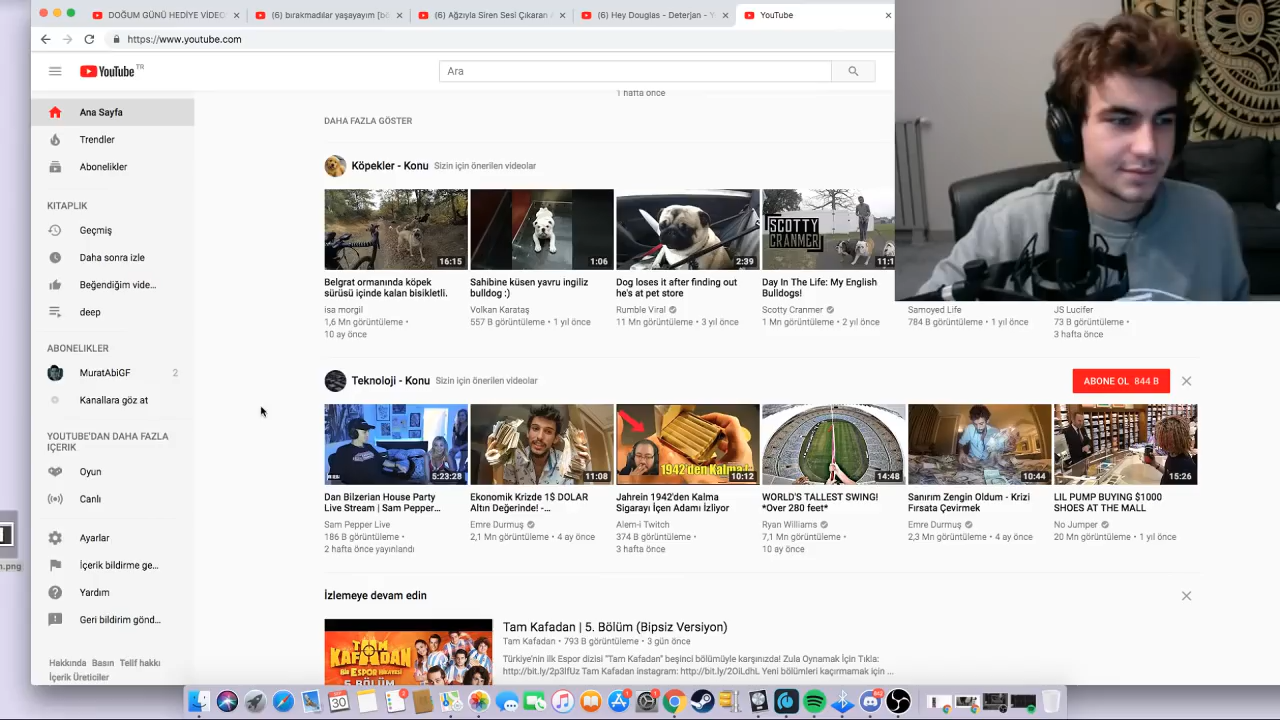 DOĞUM GÜNÜ HEDİYE VİDEO
(6) bırakmadılar yaşayayım [b
(6) Ağzıyla Siren Sesi Çıkaran A
(6) Hey Douglas - Deterjan - Y
YouTube
https://www.youtube.com
YouTube TR
Ara
1 hafta önce
Ana Sayfa
Trendler
Abonelikler
KİTAPLIK
Geçmiş
Daha sonra izle
Beğendiğim vide...
deep
ABONELİKLER
MuratAbiGF 2
Kanallara göz at
YOUTUBE'DAN DAHA FAZLA
İÇERİK
Oyun
Canlı
Ayarlar
İçerik bildirme ge...
Yardım
Geri bildirim gönd...
Hakkında Basın Telif hakkı
İçerik Üreticiler
DAHA FAZLA GÖSTER
Köpekler - Konu Sizin için önerilen videolar
16:15
Belgrat ormanında köpek
sürüsü içinde kalan bisikletli.
isa morgil
1,6 Mn görüntüleme •
10 ay önce
1:06
Sahibine küsen yavru ingiliz
bulldog :)
Volkan Karataş
557 B görüntüleme • 1 yıl önce
2:39
Dog loses it after finding out
he's at pet store
Rumble Viral
11 Mn görüntüleme • 3 yıl önce
SCOTTY
CRANMER
11:1
Day In The Life: My English
Bulldogs!
Scotty Cranmer
1 Mn görüntüleme • 2 yıl önce
Samoyed Life
784 B görüntüleme • 1 yıl önce
JS Lucifer
73 B görüntüleme •
3 hafta önce
Teknoloji - Konu Sizin için önerilen videolar
ABONE OL 844 B
5:23:28
Dan Bilzerian House Party
Live Stream | Sam Pepper...
Sam Pepper Live
186 B görüntüleme •
2 hafta önce yayınlandı
11:08
Ekonomik Krizde 1$ DOLAR
Altın Değerinde! -...
Emre Durmuş
2,1 Mn görüntüleme • 4 ay önce
1942'den Kalma
10:12
Jahrein 1942'den Kalma
Sigarayı İçen Adamı İzliyor
Alem-i Twitch
374 B görüntüleme •
3 hafta önce
14:48
WORLD'S TALLEST SWING!
*Over 280 feet*
Ryan Williams
7,1 Mn görüntüleme •
10 ay önce
10:44
Sanırım Zengin Oldum - Krizi
Fırsata Çevirmek
Emre Durmuş
2,3 Mn görüntüleme • 4 ay önce
15:26
LIL PUMP BUYING $1000
SHOES AT THE MALL
No Jumper
20 Mn görüntüleme • 1 yıl önce
İzlemeye devam edin
TAM
KAFADAN
BİR ESPOR HİKAYESİ
5. BÖLÜM
Tam Kafadan | 5. Bölüm (Bipsiz Versiyon)
Tam Kafadan • 793 B görüntüleme • 3 gün önce
Türkiye'nin ilk Espor dizisi "Tam Kafadan" beşinci bölümüyle karşınızda! Zula Oynamak İçin Tıkla:
http://bit.ly/2p3lfUz Tam Kafadan instagram: http://bit.ly/2OiLdhL Yeni bölümleri kaçırmamak için ...
n.png
30